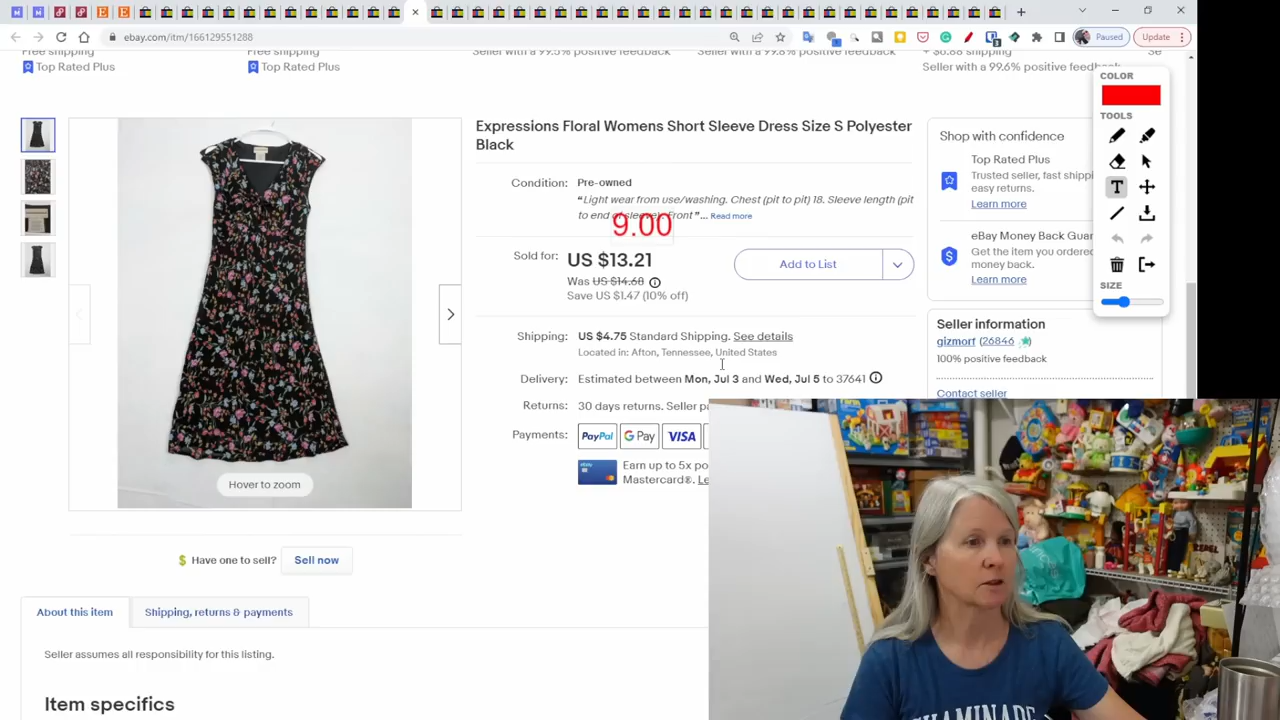 ebay.com/itm/166129551288
Paused
Update
Free shipping
Free shipping
Seller with a 99.5% positive feedback
Seller with a 99.8% positive feedback
+ $6.88 shipping
Se
Top Rated Plus
Top Rated Plus
Seller with a 99.6% positive feedback
COLOR
TOOLS
T
SIZE
Expressions Floral Womens Short Sleeve Dress Size S Polyester
Black
Condition:
Pre-owned
“Light wear from use/washing. Chest (pit to pit) 18. Sleeve length (pit
to end of sleeve). Front ”... Read more
9.00
Sold for:
US $13.21
Was US $14.68
Save US $1.47 (10% off)
Add to List
Shipping:
US $4.75 Standard Shipping. See details
Located in: Afton, Tennessee, United States
Delivery:
Estimated between Mon, Jul 3 and Wed, Jul 5 to 37641
Returns:
30 days returns. Seller pa
Payments:
PayPal
G Pay
VISA
Earn up to 5x po
Mastercard®. Le
Shop with confidence
Top Rated Plus
Trusted seller, fast shippi
easy returns.
Learn more
eBay Money Back Guar
Get the item you ordered
money back.
Learn more
Seller information
gizmorf (26846
100% positive feedback
Contact seller
Hover to zoom
Have one to sell?
Sell now
About this item
Shipping, returns & payments
Seller assumes all responsibility for this listing.
Item specifics
REBEL
CHAMINADE